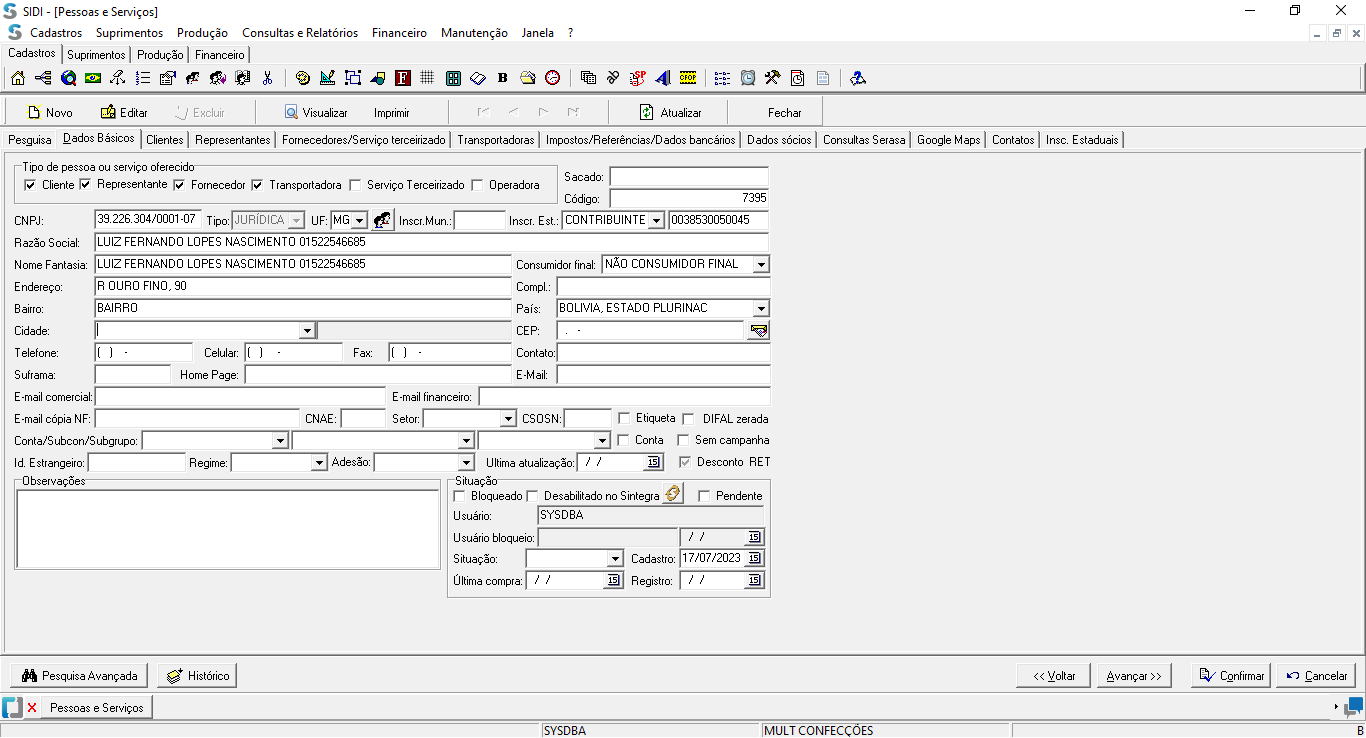 SIDI - [Pessoas e Serviços]
Cadastros Suprimentos Produção Consultas e Relatórios Financeiro Manutenção Janela ?
Cadastros Suprimentos Produção Financeiro
F B SP CFOP
Novo Editar Excluir Visualizar Imprimir Atualizar Fechar
Pesquisa Dados Básicos Clientes Representantes Fornecedores/Serviço terceirizado Transportadoras Impostos/Referências/Dados bancários Dados sócios Consultas Serasa Google Maps Contatos Insc. Estaduais
Tipo de pessoa ou serviço oferecido
Cliente Representante Fornecedor Transportadora Serviço Terceirizado Operadora
Sacado:
Código: 7395
CNPJ: 39.226.304/0001-07 Tipo: JURÍDICA UF: MG Inscr.Mun.: Inscr. Est.: CONTRIBUINTE 0038530050045
Razão Social: LUIZ FERNANDO LOPES NASCIMENTO 01522546685
Nome Fantasia: LUIZ FERNANDO LOPES NASCIMENTO 01522546685 Consumidor final: NÃO CONSUMIDOR FINAL
Endereço: R OURO FINO, 90 Compl.:
Bairro: BAIRRO País: BOLIVIA, ESTADO PLURINAC
Cidade: CEP: . -
Telefone: ( ) - Celular: ( ) - Fax: ( ) - Contato:
Suframa: Home Page: E-Mail:
E-mail comercial: E-mail financeiro:
E-mail cópia NF: CNAE: Setor: CSOSN: Etiqueta DIFAL zerada
Conta/Subcon/Subgrupo: Conta Sem campanha
Id. Estrangeiro: Regime: Adesão: Ultima atualização: / / 15 Desconto RET
Observações
Situação
Bloqueado Desabilitado no Sintegra Pendente
Usuário: SYSDBA
Usuário bloqueio: / / 15
Situação: Cadastro: 17/07/2023 15
Última compra: / / 15 Registro: / / 15
Pesquisa Avançada Histórico << Voltar Avançar >> Confirmar Cancelar
Pessoas e Serviços
SYSDBA MULT CONFECÇÕES B